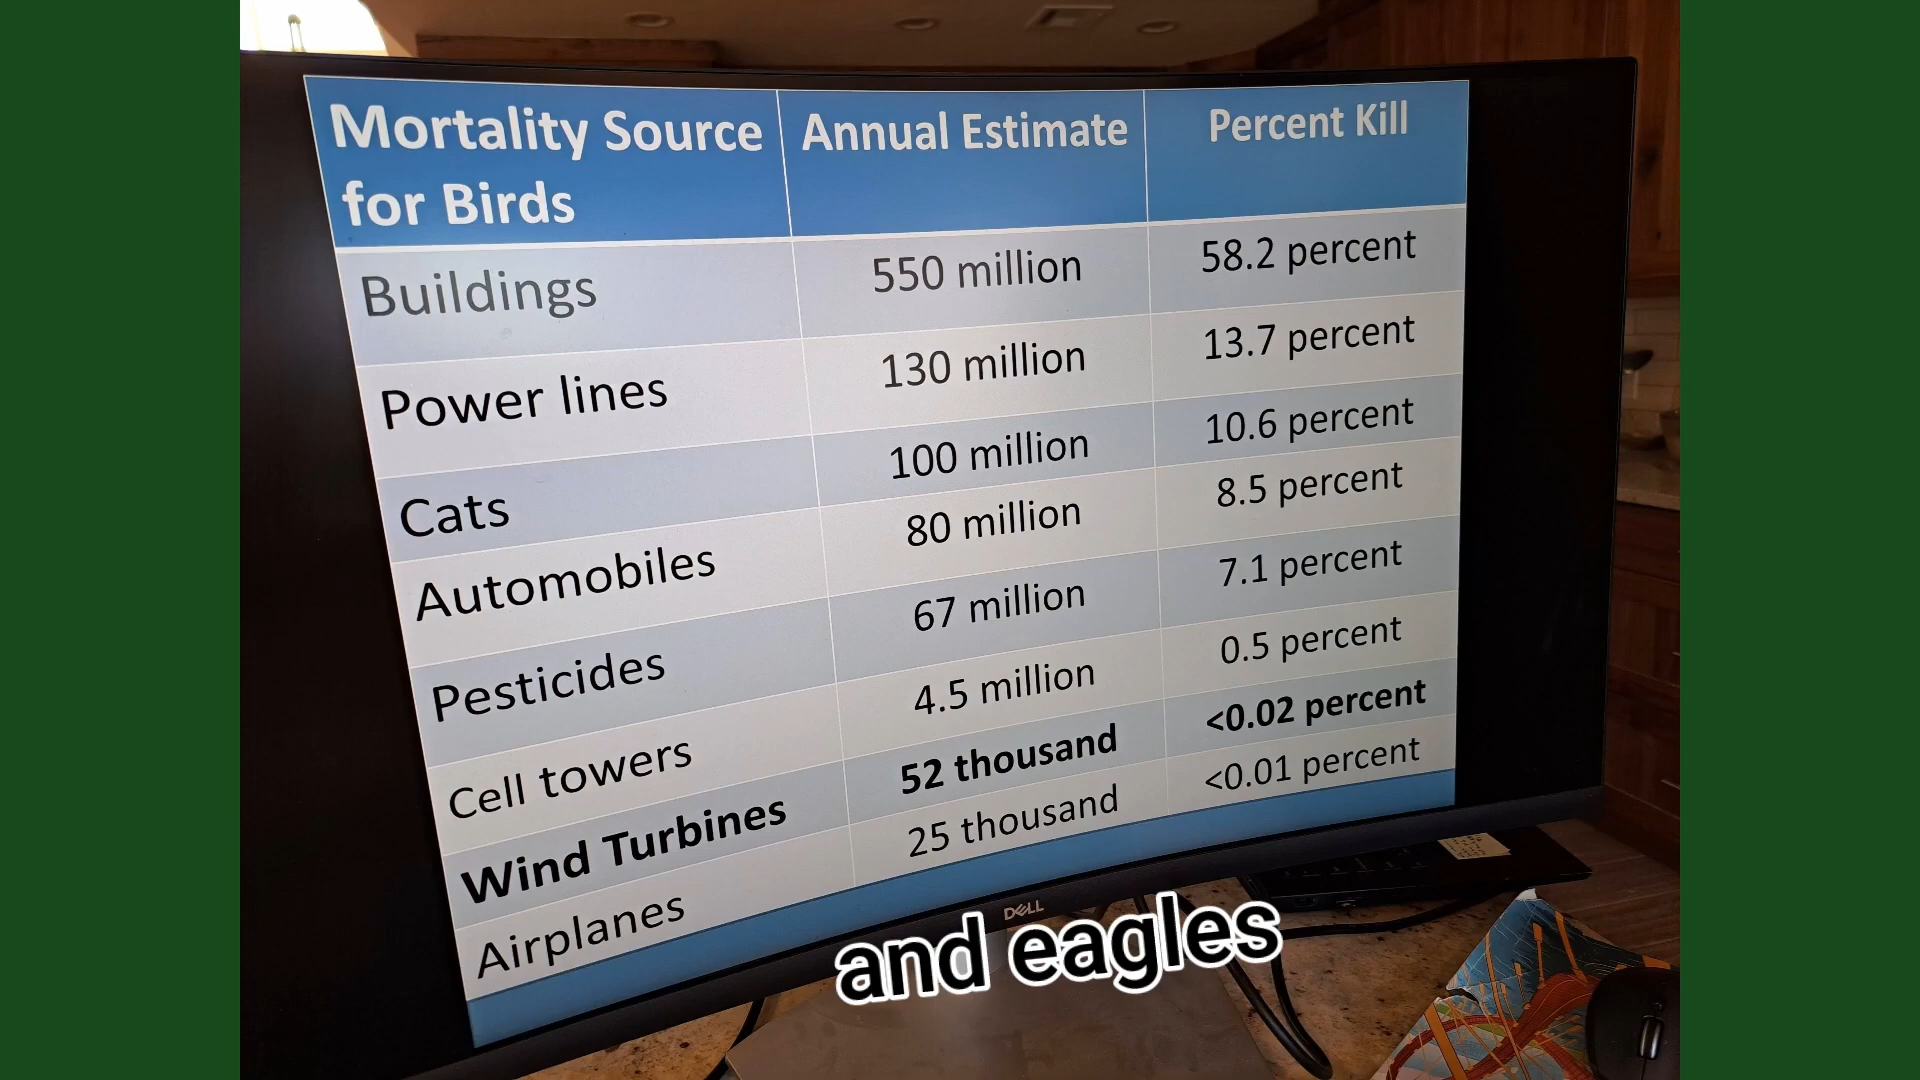 Mortality Source for Birds
Annual Estimate
Percent Kill
Buildings 550 million 58.2 percent
Power lines 130 million 13.7 percent
Cats 100 million 10.6 percent
Automobiles 80 million 8.5 percent
Pesticides 67 million 7.1 percent
Cell towers 4.5 million 0.5 percent
Wind Turbines 52 thousand <0.02 percent
Airplanes 25 thousand <0.01 percent
DELL
and eagles